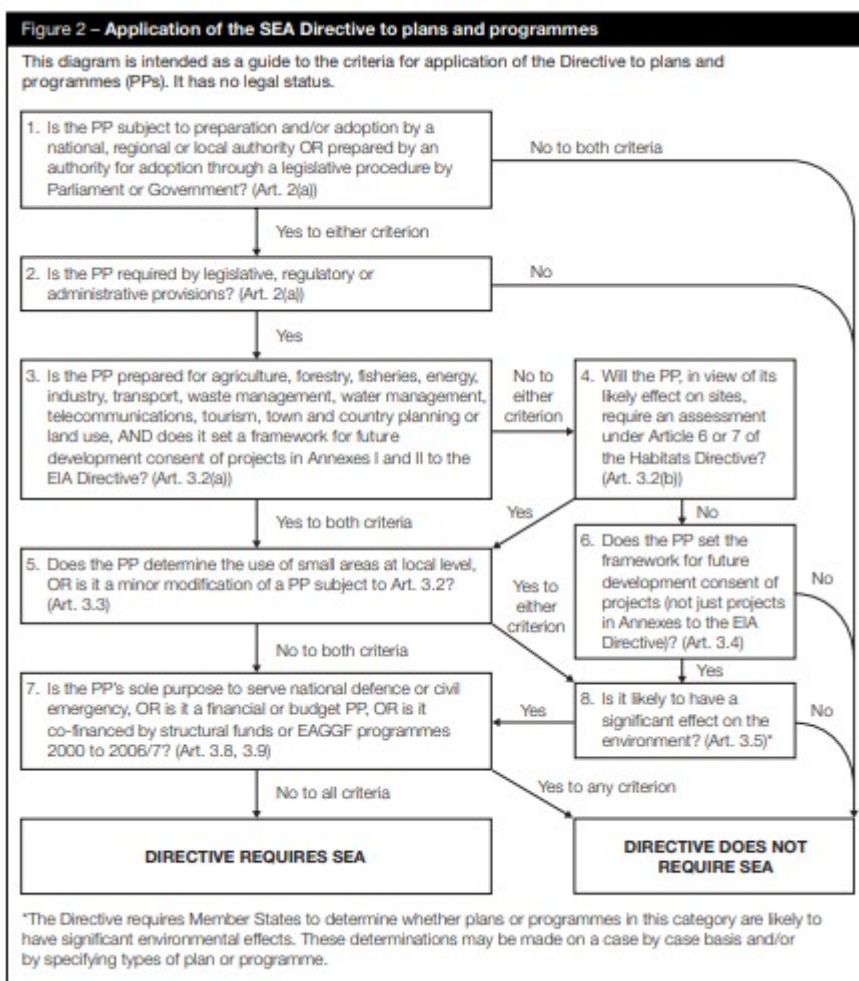 Figure 2 – Application of the SEA Directive to plans and programmes
This diagram is intended as a guide to the criteria for application of the Directive to plans and
programmes (PPs). It has no legal status.
1. Is the PP subject to preparation and/or adoption by a
national, regional or local authority OR prepared by an
authority for adoption through a legislative procedure by
Parliament or Government? (Art. 2(a))
No to both criteria
Yes to either criterion
2. Is the PP required by legislative, regulatory or
administrative provisions? (Art. 2(a))
No
Yes
3. Is the PP prepared for agriculture, forestry, fisheries, energy,
industry, transport, waste management, water management,
telecommunications, tourism, town and country planning or
land use, AND does it set a framework for future
development consent of projects in Annexes I and II to the
EIA Directive? (Art. 3.2(a))
No to
either
criterion
4. Will the PP, in view of its
likely effect on sites,
require an assessment
under Article 6 or 7 of
the Habitats Directive?
(Art. 3.2(b))
Yes to both criteria
Yes
No
5. Does the PP determine the use of small areas at local level,
OR is it a minor modification of a PP subject to Art. 3.2?
(Art. 3.3)
Yes to
either
criterion
6. Does the PP set the
framework for future
development consent of
projects (not just projects
in Annexes to the EIA
Directive)? (Art. 3.4)
No
No to both criteria
Yes
7. Is the PP's sole purpose to serve national defence or civil
emergency, OR is it a financial or budget PP, OR is it
co-financed by structural funds or EAGGF programmes
2000 to 2006/7? (Art. 3.8, 3.9)
Yes
8. Is it likely to have a
significant effect on the
environment? (Art. 3.5)*
No
No to all criteria
Yes to any criterion
DIRECTIVE REQUIRES SEA
DIRECTIVE DOES NOT
REQUIRE SEA
*The Directive requires Member States to determine whether plans or programmes in this category are likely to
have significant environmental effects. These determinations may be made on a case by case basis and/or
by specifying types of plan or programme.